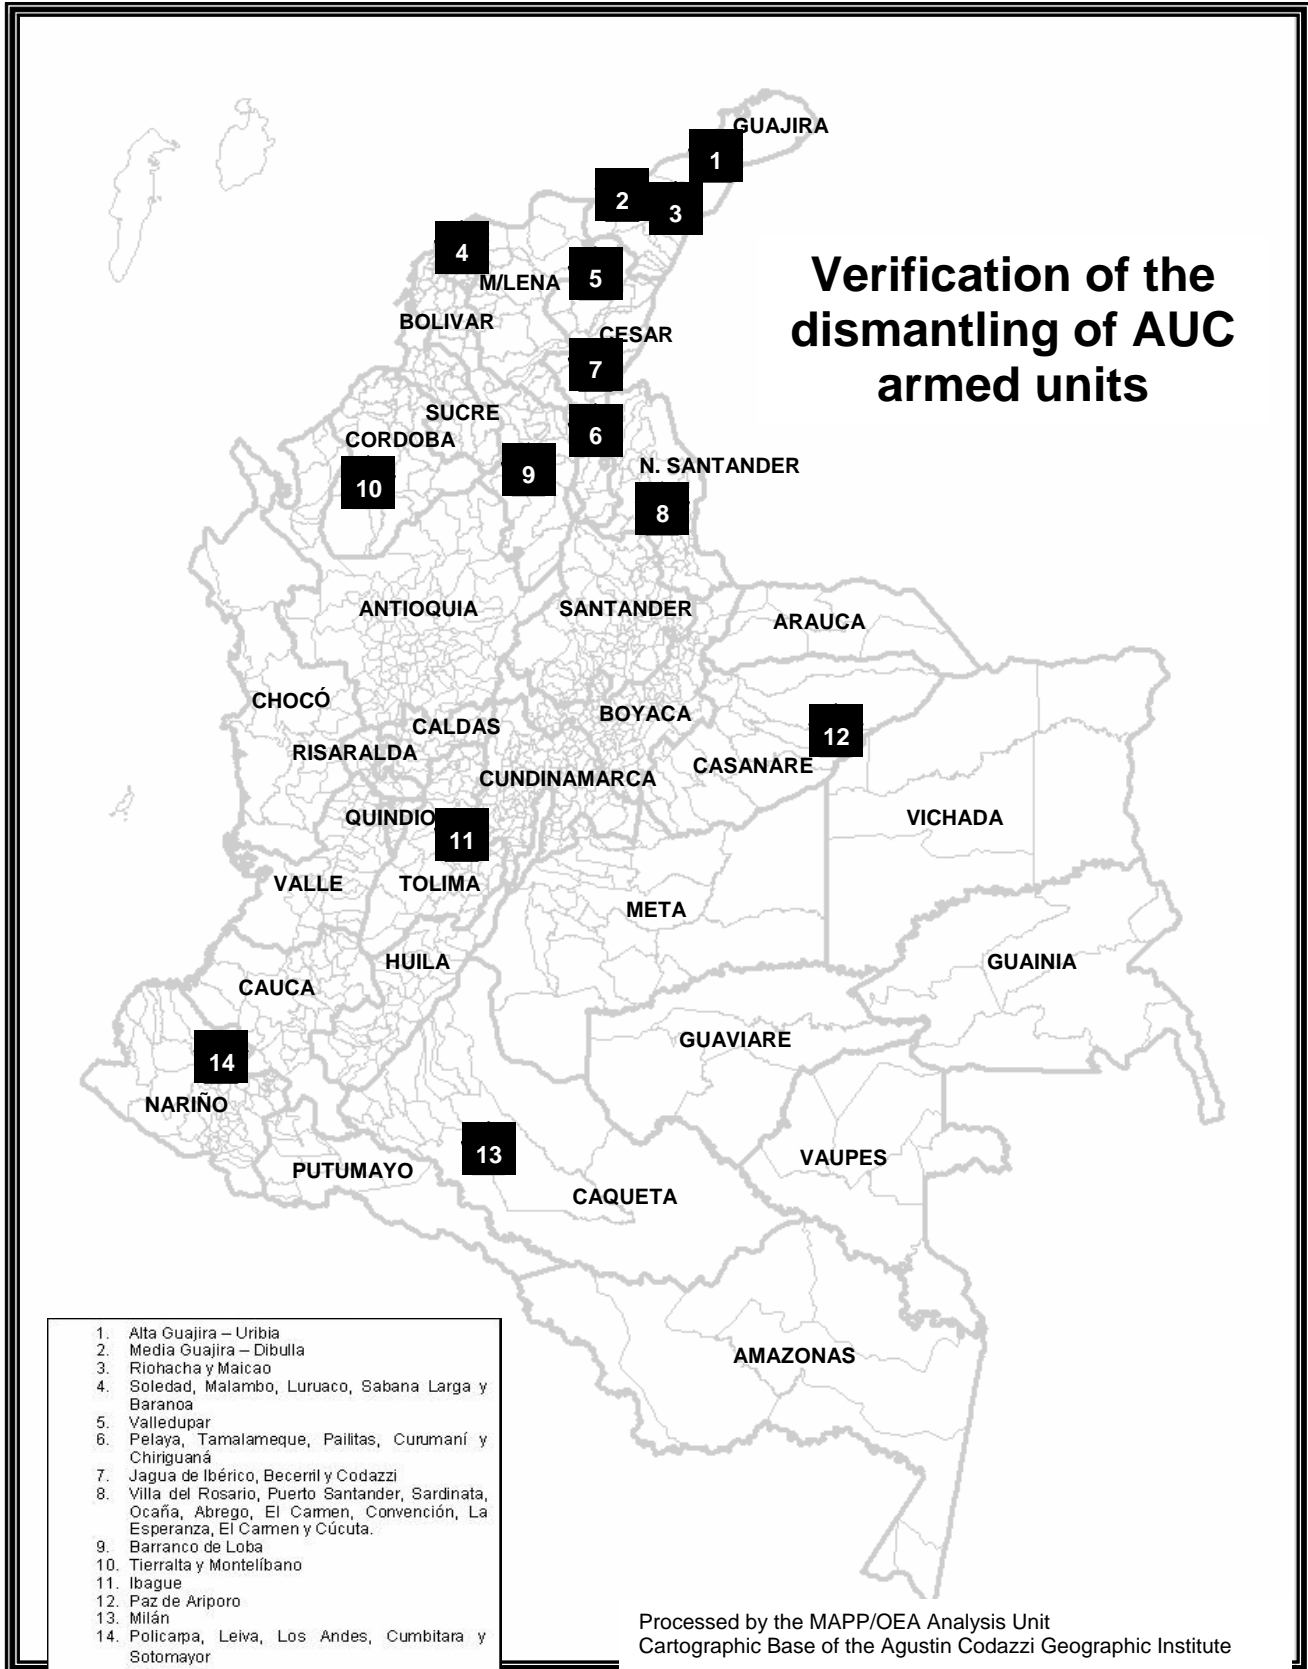 GUAJIRA
1
2
3
4
5
M/LENA
BOLIVAR
CESAR
7
Verification of the
dismantling of AUC
armed units
SUCRE
6
CORDOBA
9
N. SANTANDER
10
8
ANTIOQUIA
SANTANDER
ARAUCA
CHOCÓ
BOYACA
CALDAS
12
RISARALDA
CASANARE
CUNDINAMARCA
QUINDIO
VICHADA
11
VALLE
TOLIMA
META
HUILA
GUAINIA
CAUCA
GUAVIARE
14
NARIÑO
13
VAUPES
PUTUMAYO
CAQUETA
AMAZONAS
1. Alta Guajira – Uribia
2. Media Guajira – Dibulla
3. Riohacha y Maicao
4. Soledad, Malambo, Luruaco, Sabana Larga y
Baranoa
5. Valledupar
6. Pelaya, Tamalameque, Pailitas, Curumaní y
Chiriguaná
7. Jagua de Ibérico, Becerril y Codazzi
8. Villa del Rosario, Puerto Santander, Sardinata,
Ocaña, Abrego, El Carmen, Convención, La
Esperanza, El Carmen y Cúcuta.
9. Barranco de Loba
10. Tierralta y Montelíbano
11. Ibague
12. Paz de Ariporo
13. Milán
14. Policarpa, Leiva, Los Andes, Cumbitara y
Sotomayor
Processed by the MAPP/OEA Analysis Unit
Cartographic Base of the Agustin Codazzi Geographic Institute